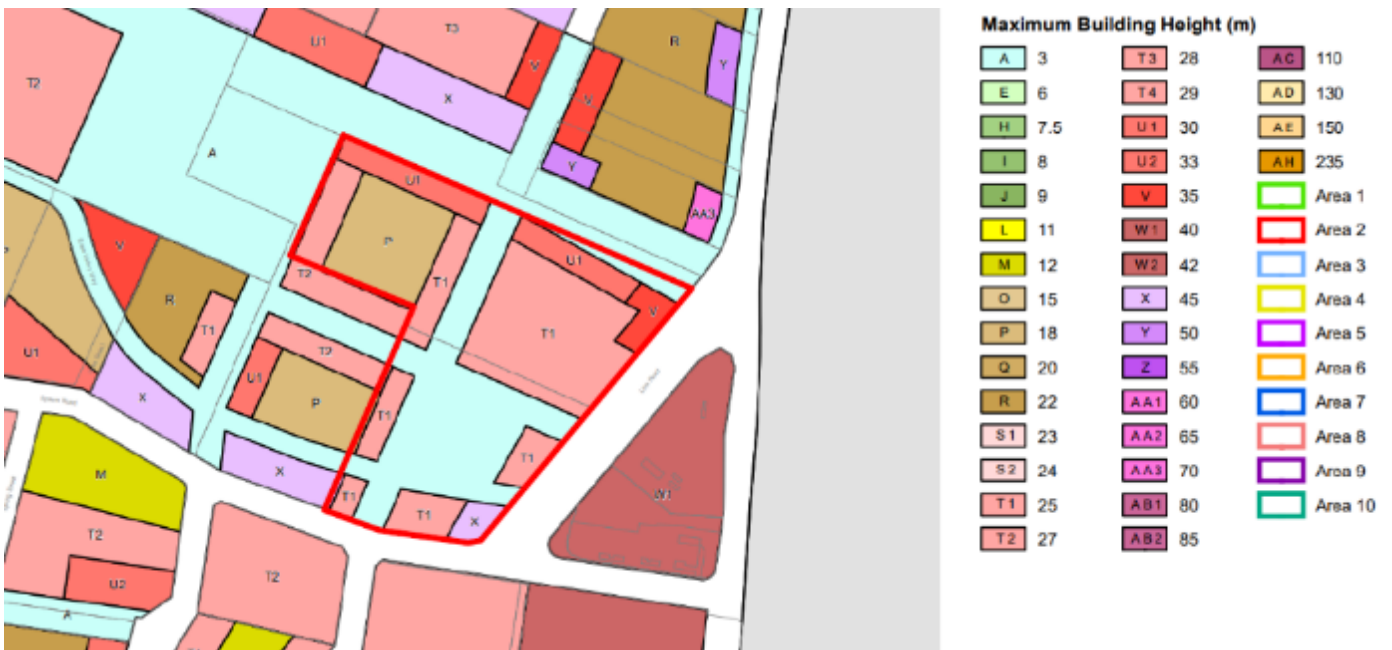 T2
U1
T3
V
X
R
Y
V
Y
AA3
A
U1
P
T2
T1
U1
V
T1
V
R
T1
U1
X
T2
U1
P
T1
X
T1
T1
X
T1
Link Road
W1
M
T2
U2
A
T2
Maximum Building Height (m)
A 3 T3 28 AC 110
E 6 T4 29 AD 130
H 7.5 U1 30 AE 150
I 8 U2 33 AH 235
J 9 V 35 Area 1
L 11 W1 40 Area 2
M 12 W2 42 Area 3
O 15 X 45 Area 4
P 18 Y 50 Area 5
Q 20 Z 55 Area 6
R 22 AA1 60 Area 7
S1 23 AA2 65 Area 8
S2 24 AA3 70 Area 9
T1 25 AB1 80 Area 10
T2 27 AB2 85